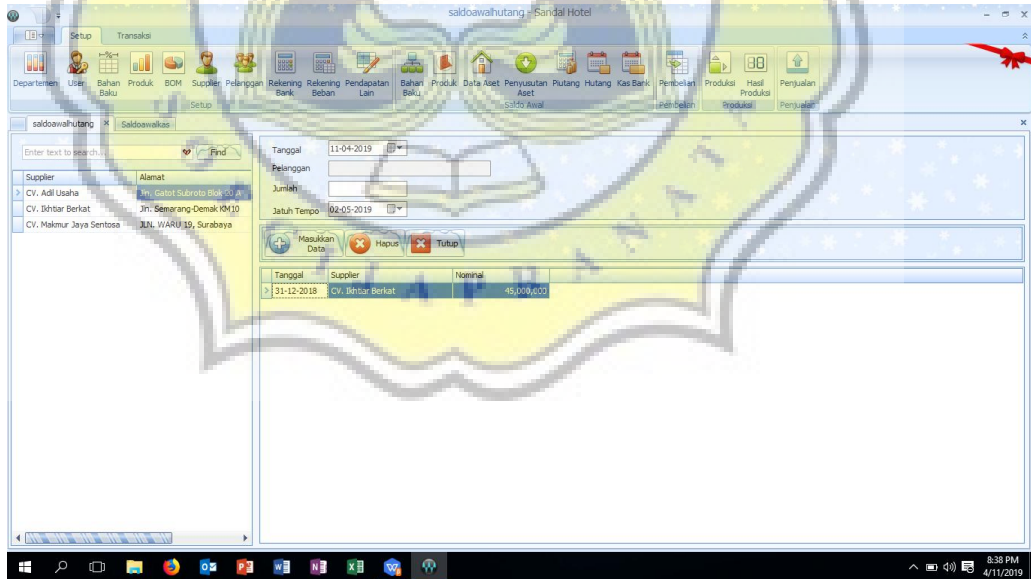 saldoawalhutang - Sandal Hotel
Setup Transaksi
Departemen User Bahan Baku Produk BOM Supplier Pelanggan Rekening Bank Rekening Beban Pendapatan Lain Bahan Baku Produk Data Aset Penyusutan Aset Piutang Hutang Kas Bank Pembelian Produksi Hasil Produksi Penjualan
Setup Saldo Awal Pembelian Produksi Penjualan
saldoawalhutang Saldoawalkas
Enter text to search... Find
Supplier Alamat
CV. Adil Usaha Jln. Gatot Subroto Blok 20 A
CV. Ikhtiar Berkat Jln. Semarang-Demak KM10
CV. Makmur Jaya Sentosa JLN. WARU 19, Surabaya
Tanggal 11-04-2019
Pelanggan
Jumlah
Jatuh Tempo 02-05-2019
Masukkan Data Hapus Tutup
Tanggal Supplier Nominal
31-12-2018 CV. Ikhtiar Berkat 45,000,000
8:38 PM
4/11/2019